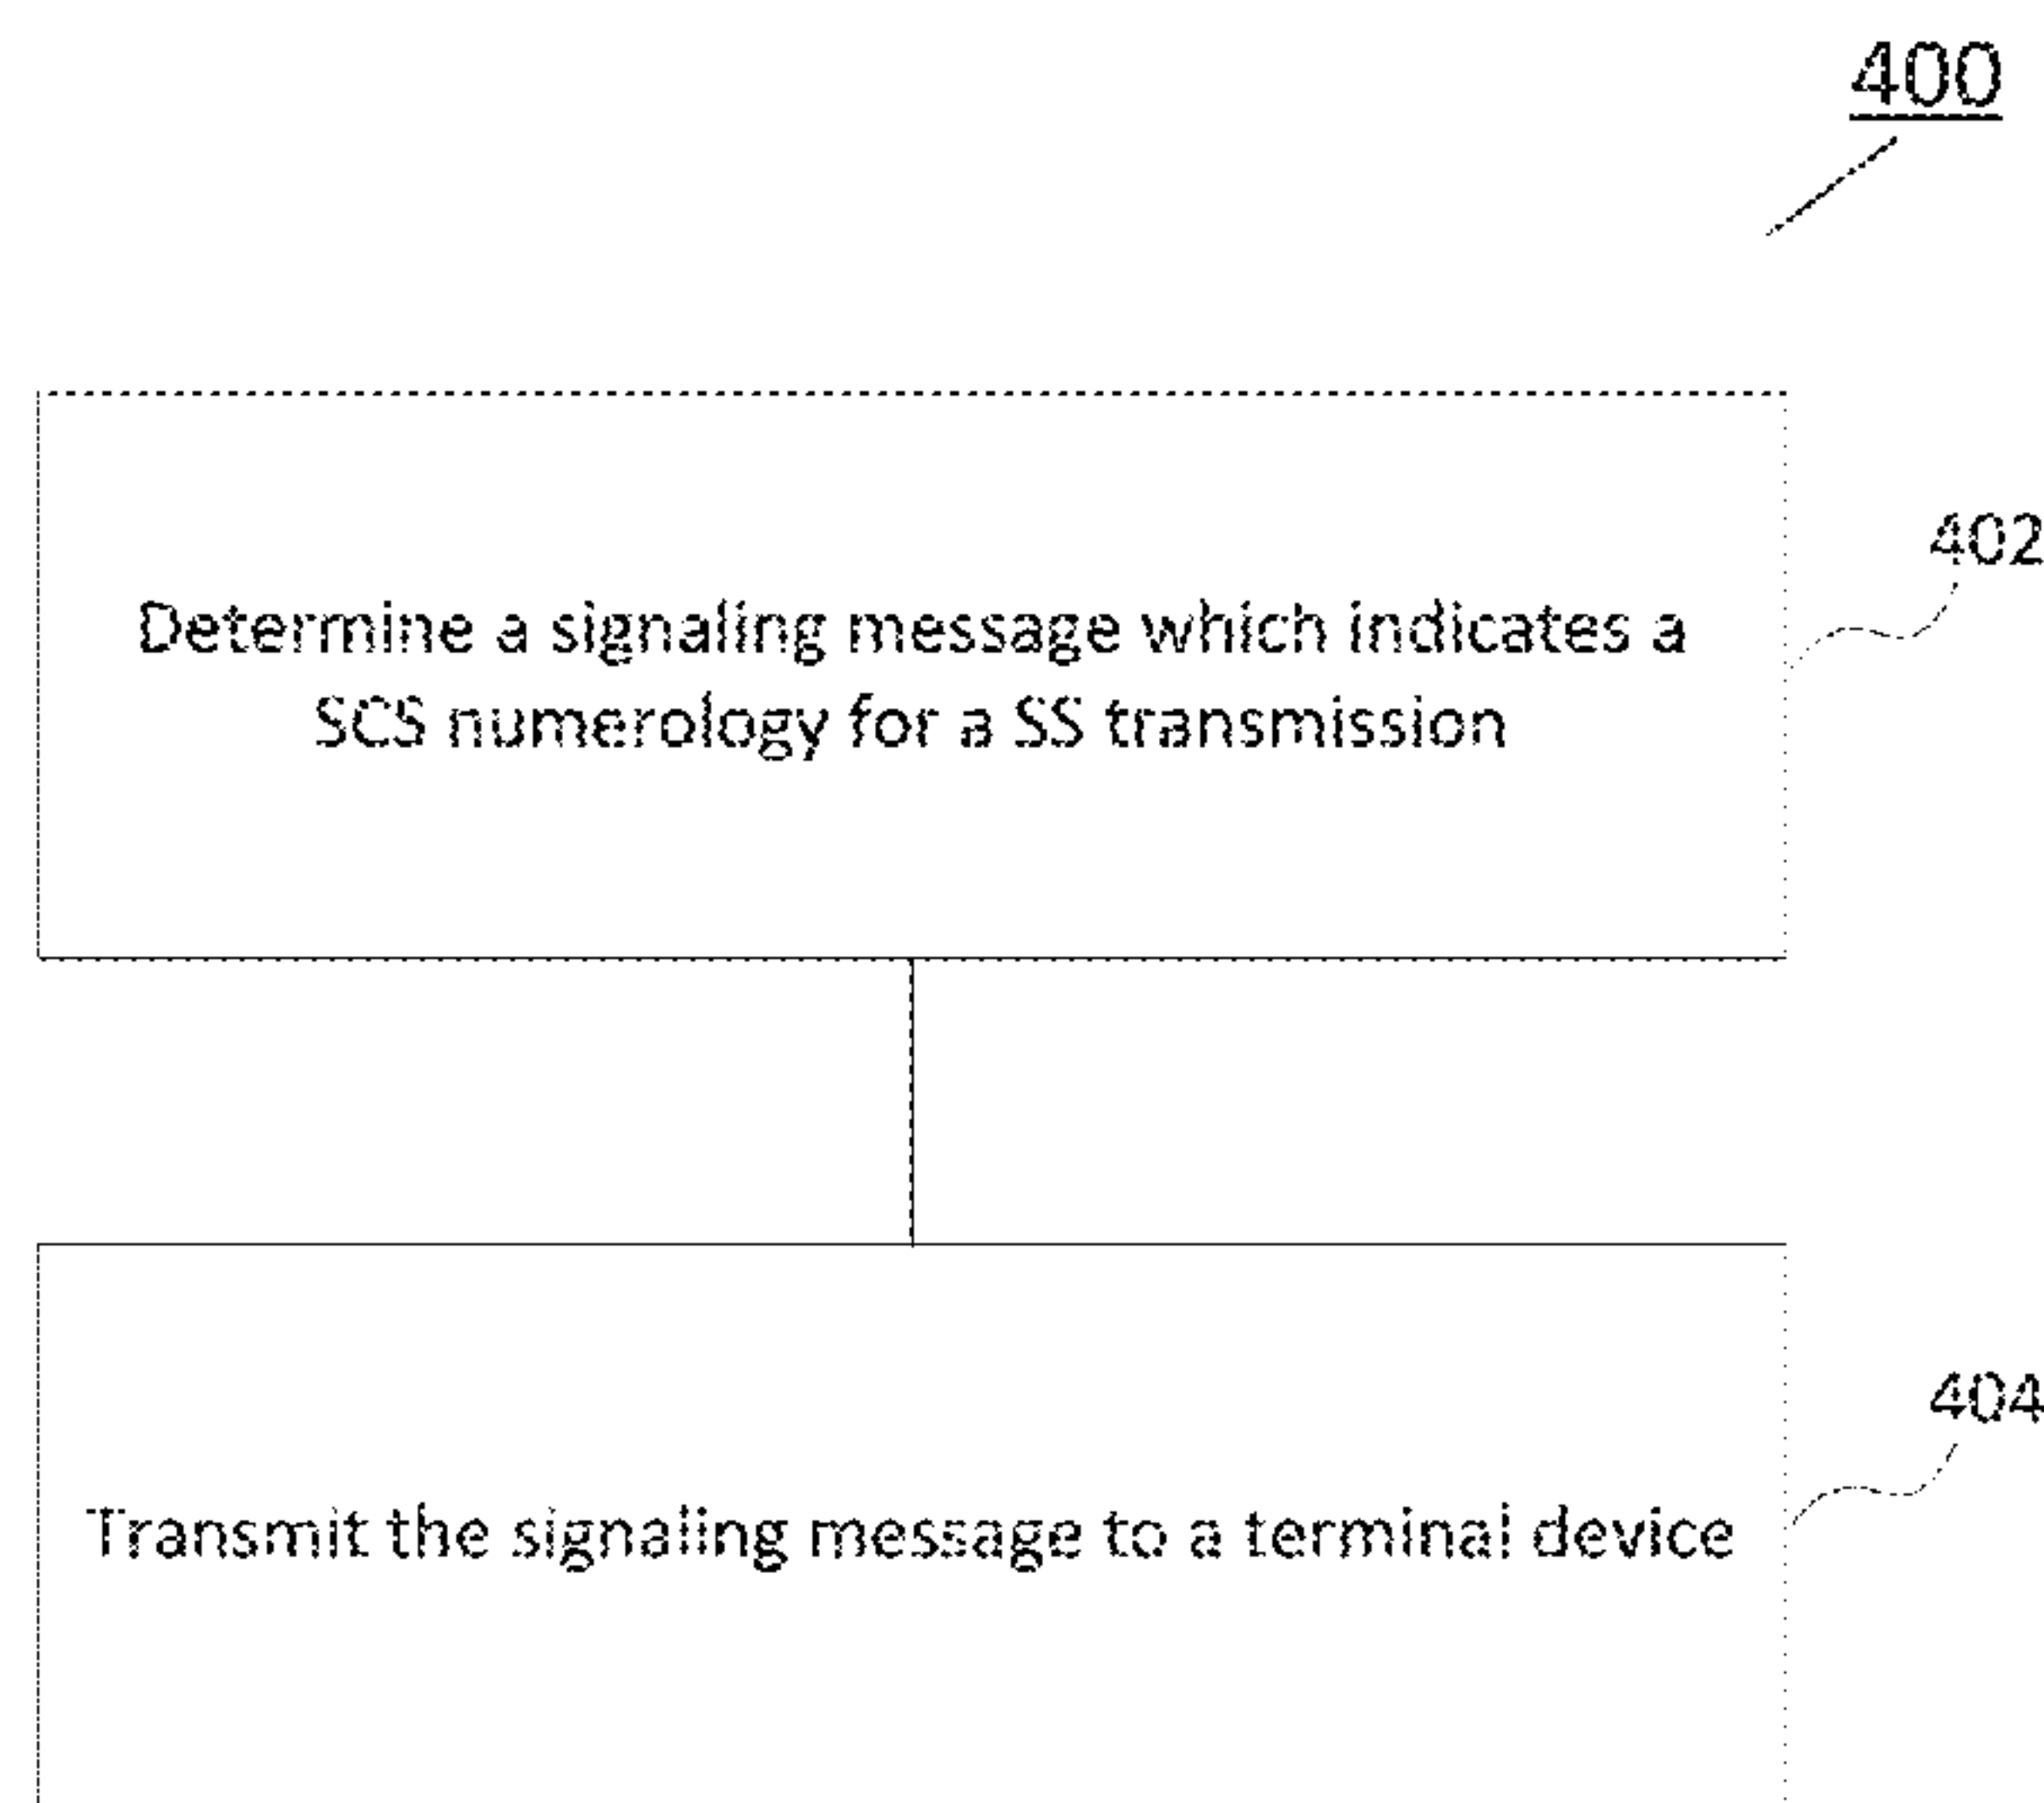 400
402
Determine a signaling message which indicates a
SCS numerology for a SS transmission
404
Transmit the signaling message to a terminal device